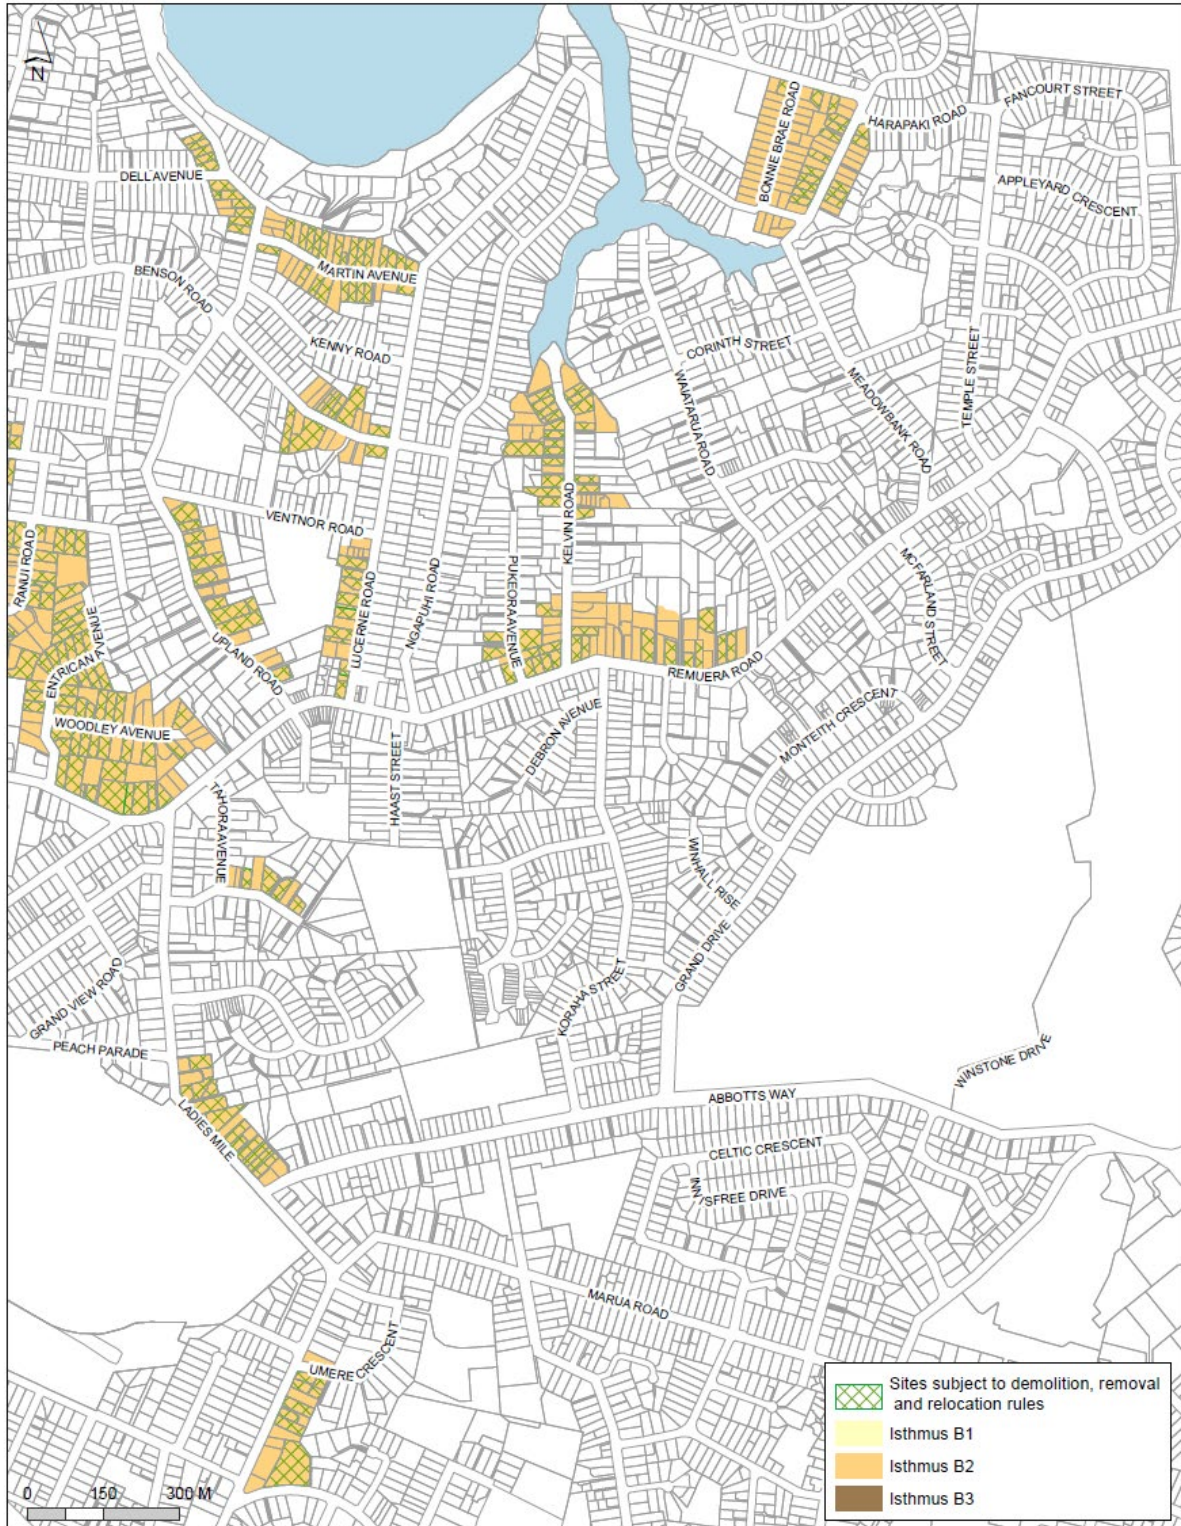 N
FANCOURT STREET
BONNIE BRAE ROAD
HARAPAKI ROAD
DELL AVENUE
APPLEYARD CRESCENT
MARTIN AVENUE
BENSON ROAD
KENNY ROAD
CORINTH STREET
WAIATARUA ROAD
MEADOWBANK ROAD
TEMPLE STREET
VENTNOR ROAD
KELVIN ROAD
RANUI ROAD
PUKEORA AVENUE
NGAPUHI ROAD
LUCERNE ROAD
MCFARLAND STREET
ENTRICAN AVENUE
UPLAND ROAD
REMUERA ROAD
WOODLEY AVENUE
DEBRON AVENUE
MONTEITH CRESCENT
HAAST STREET
TAHORA AVENUE
WINHALL RISE
GRAND DRIVE
GRAND VIEW ROAD
KORAHA STREET
PEACH PARADE
WINSTONE DRIVE
LADIES MILE
ABBOTTS WAY
CELTIC CRESCENT
INNYSFREE DRIVE
MARUA ROAD
UMERE CRESCENT
Sites subject to demolition, removal
and relocation rules
Isthmus B1
Isthmus B2
Isthmus B3
0 150 300 M